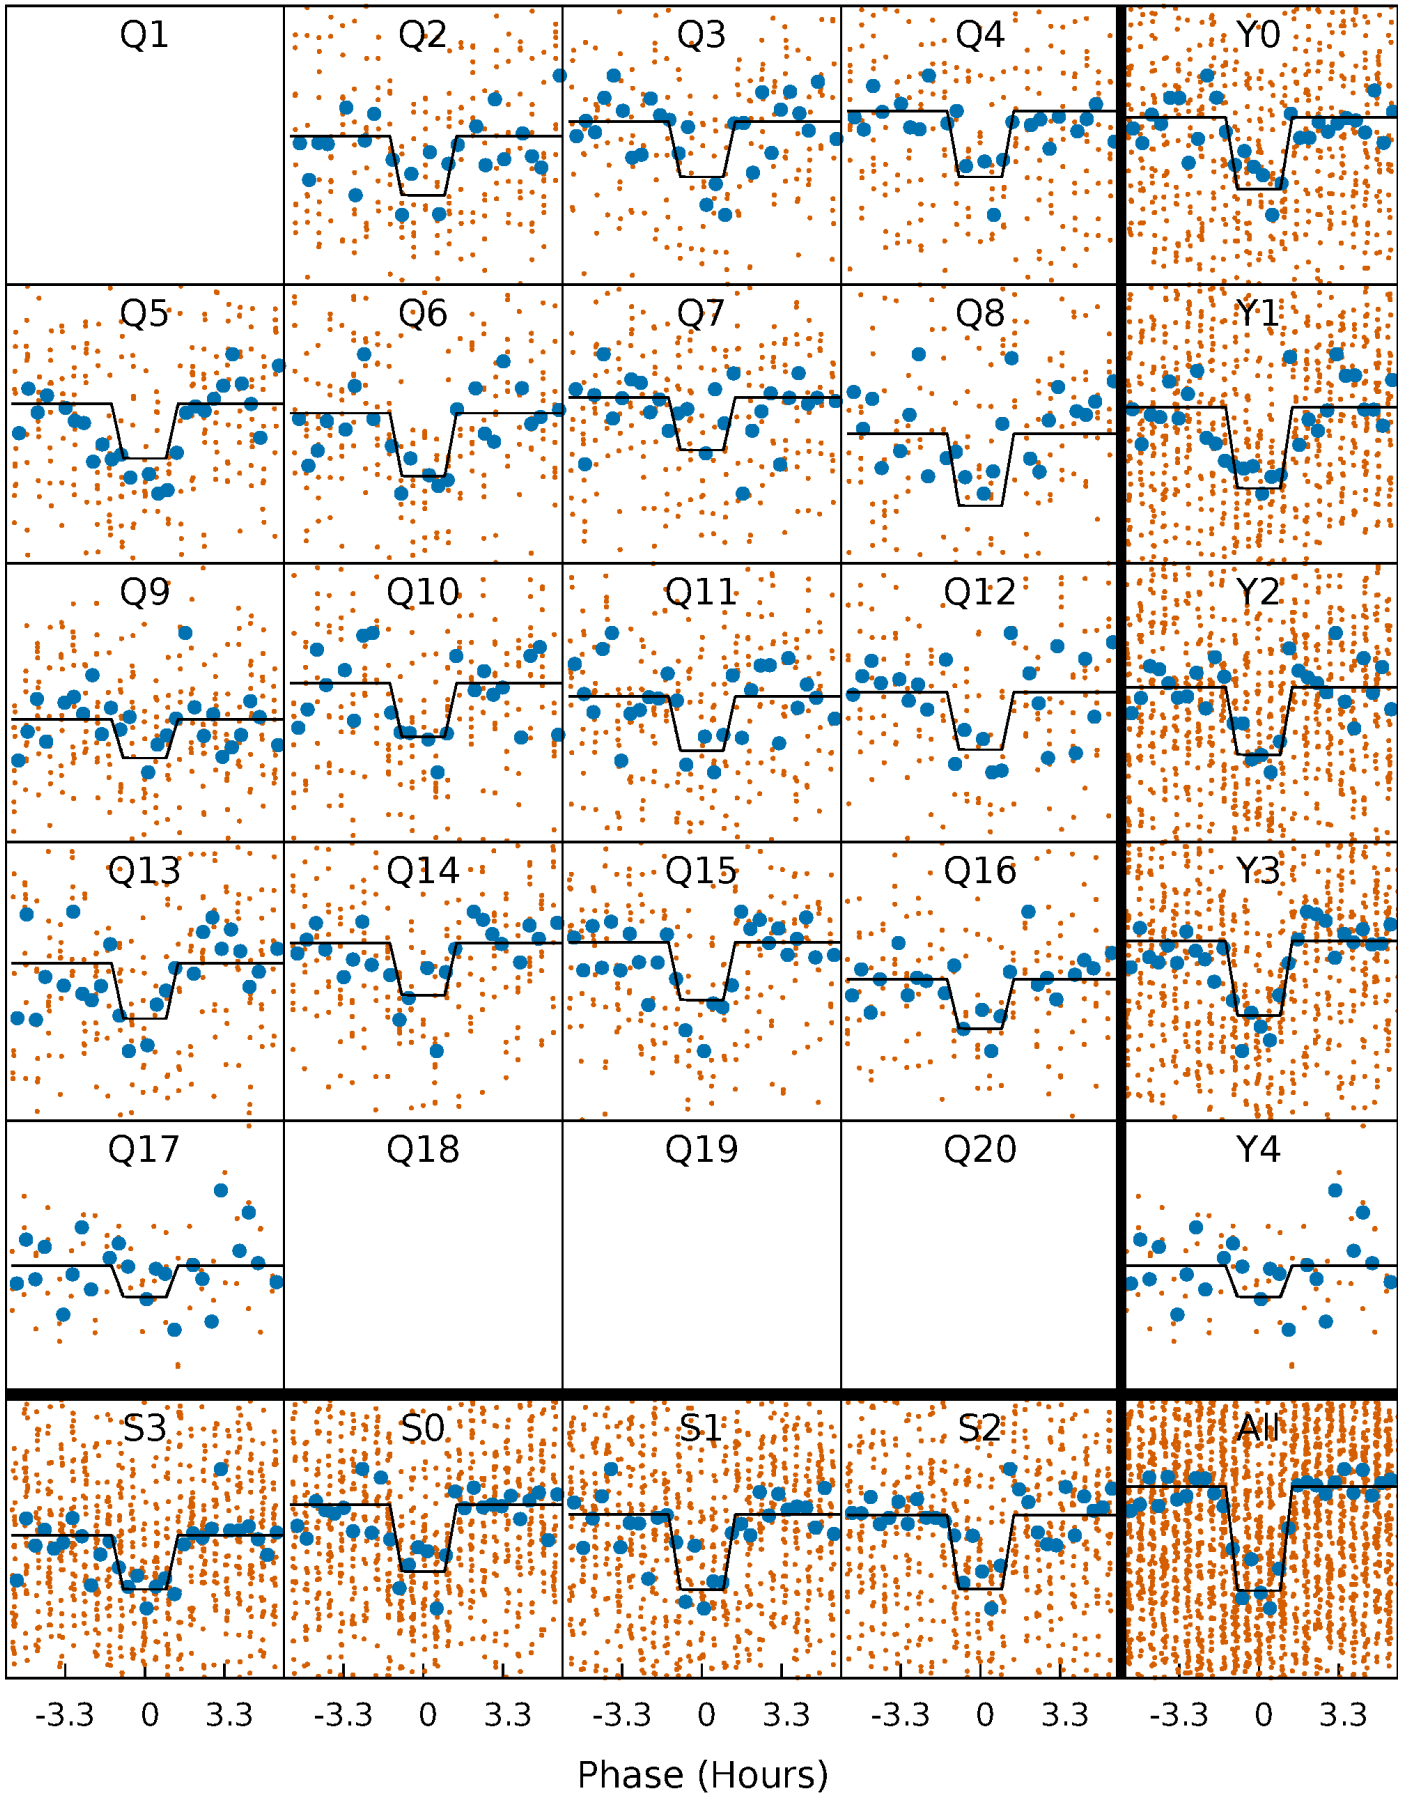 Q1 Q2 Q3 Q4 Y0
Q5 Q6 Q7 Q8 Y1
Q9 Q10 Q11 Q12 Y2
Q13 Q14 Q15 Q16 Y3
Q17 Q18 Q19 Q20 Y4
S3 S0 S1 S2 All
-3.3 0 3.3 -3.3 0 3.3 -3.3 0 3.3 -3.3 0 3.3 -3.3 0 3.3
Phase (Hours)